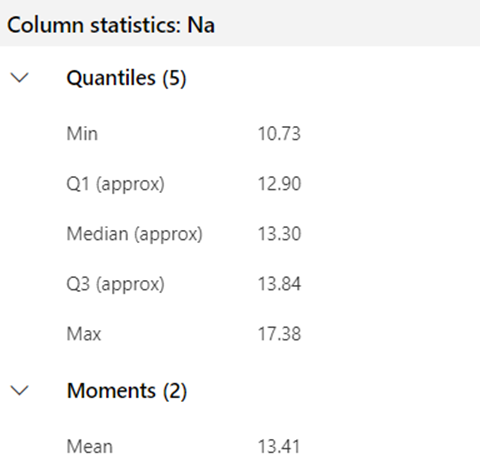 Column statistics: Na
Quantiles (5)
Min 10.73
Q1 (approx) 12.90
Median (approx) 13.30
Q3 (approx) 13.84
Max 17.38
Moments (2)
Mean 13.41